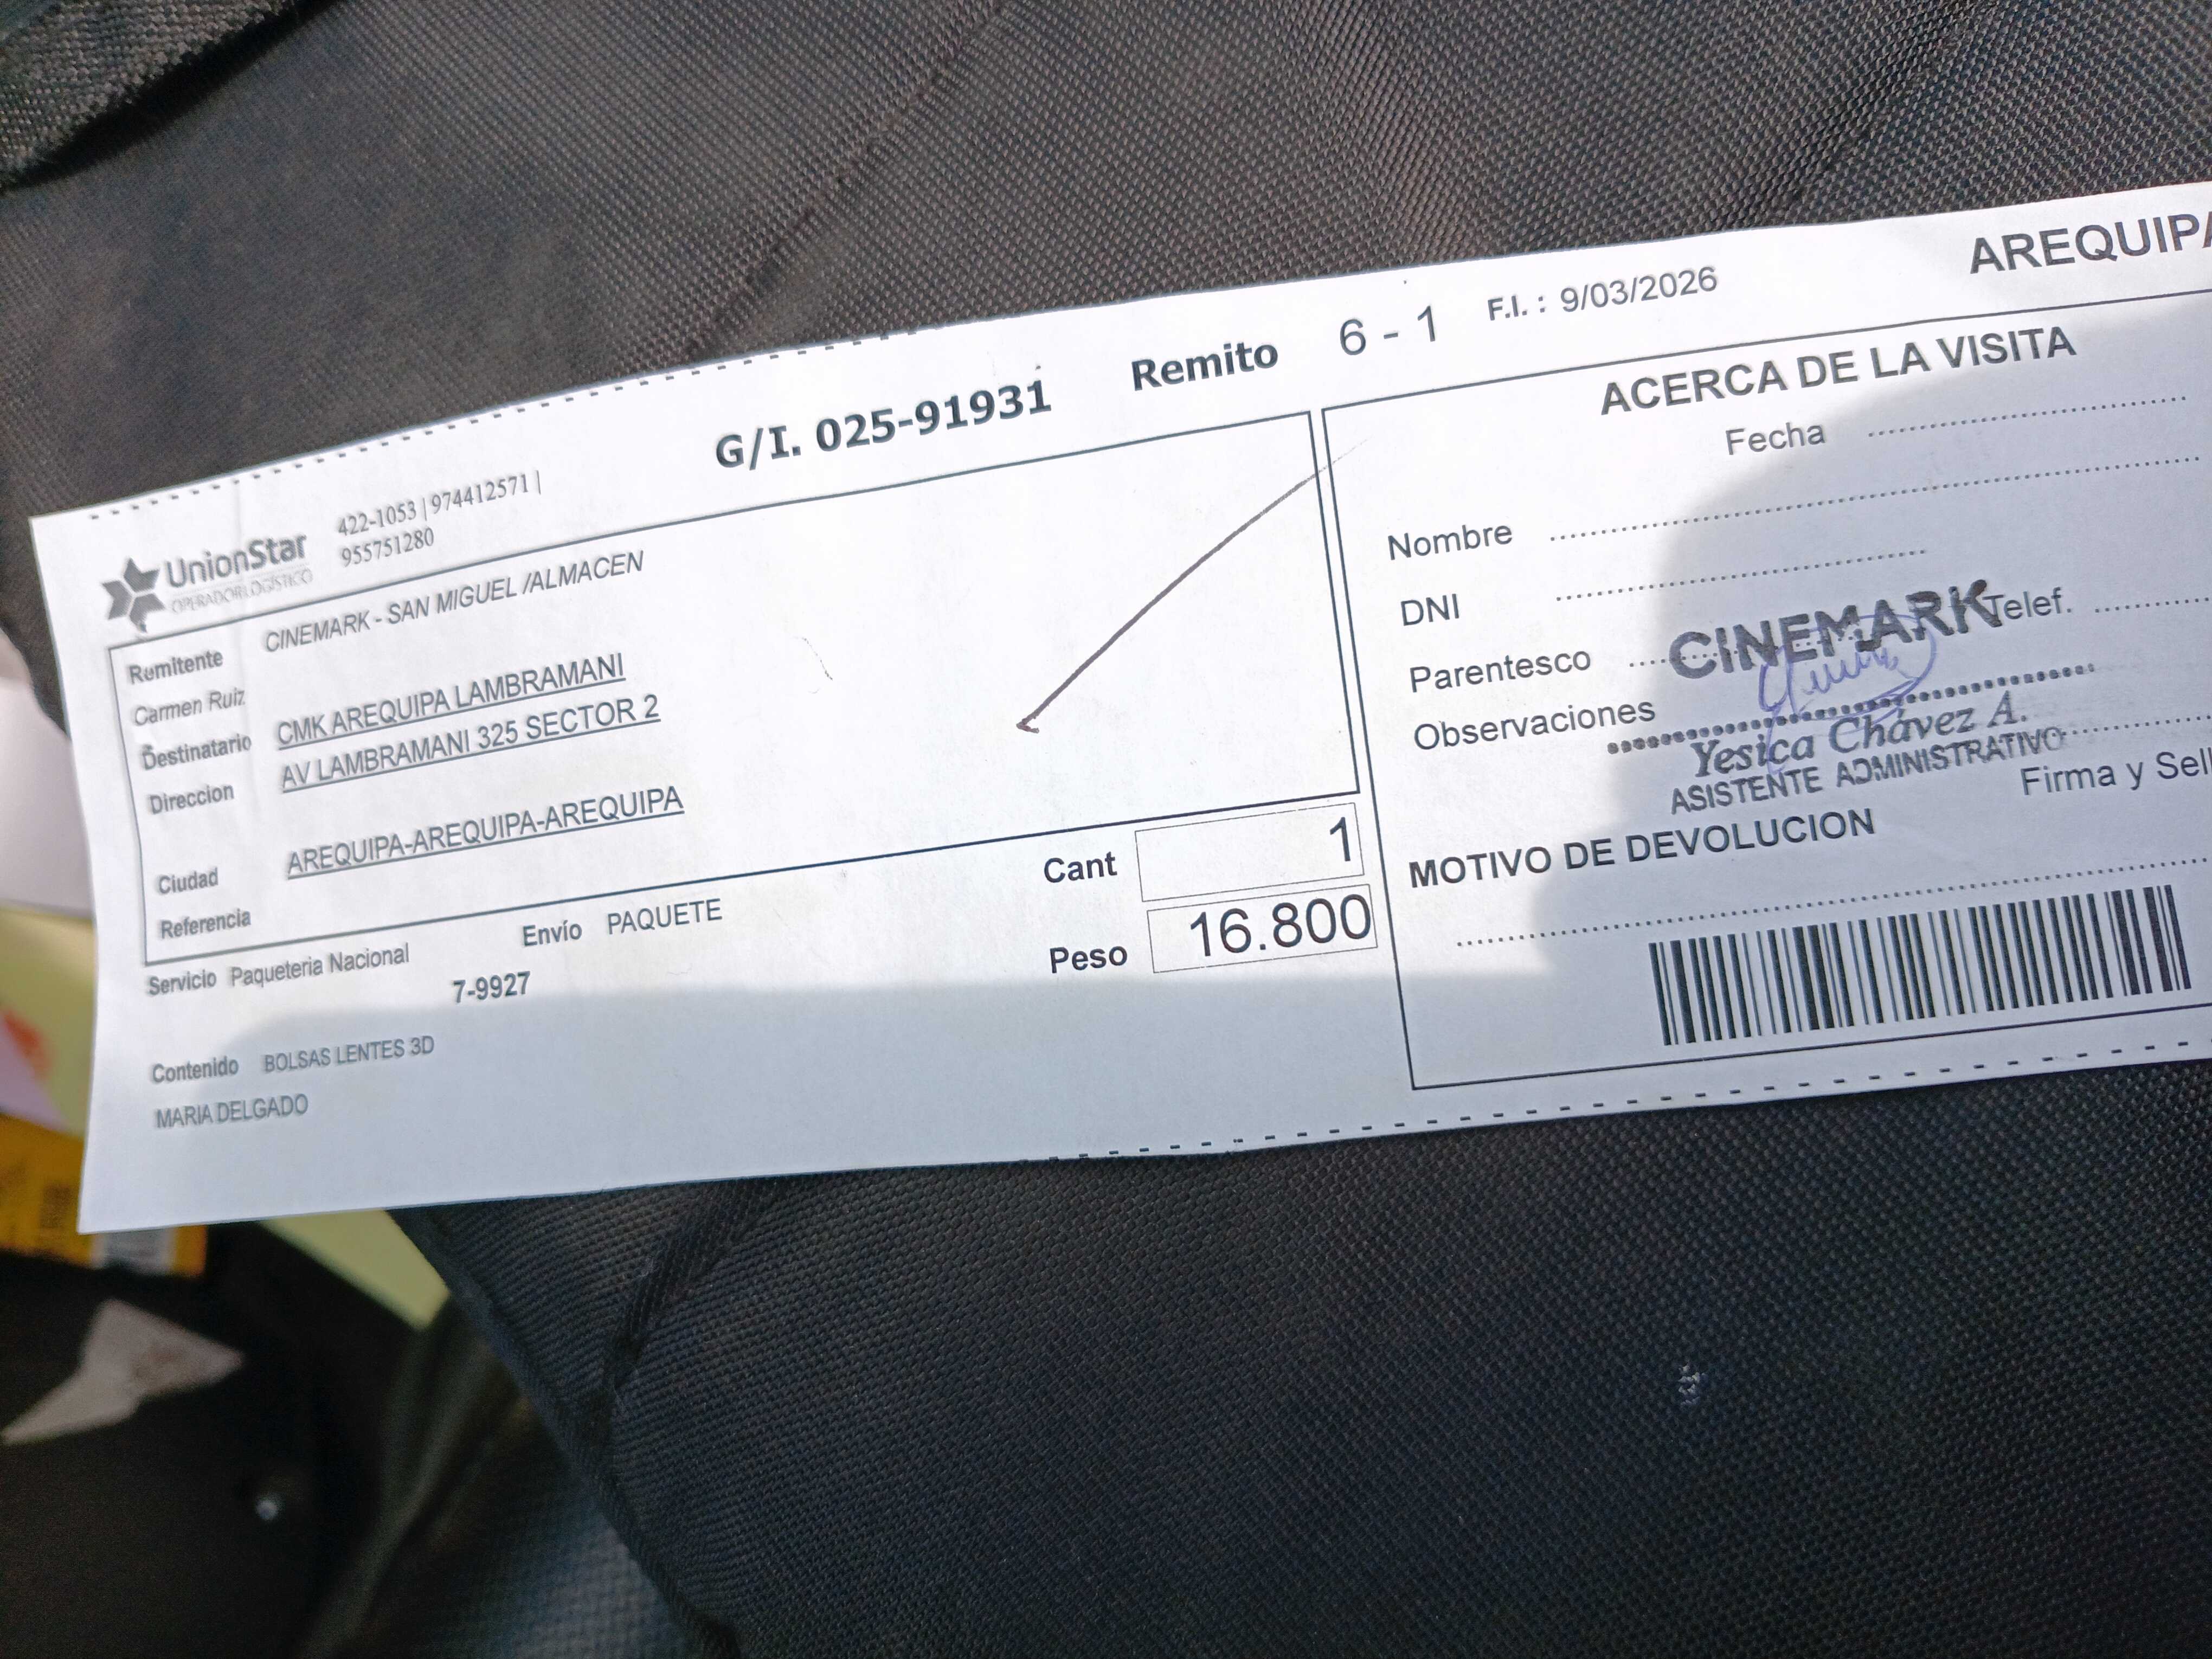 AREQUIPA
G/I. 025-91931 Remito 6 - 1 F.I. : 9/03/2026
UnionStar
OPERADOR LOGÍSTICO
422-1053 | 974412571 |
955751280
Remitente CINEMARK - SAN MIGUEL /ALMACEN
Carmen Ruiz
Destinatario CMK AREQUIPA LAMBRAMANI
Direccion AV LAMBRAMANI 325 SECTOR 2
Ciudad AREQUIPA-AREQUIPA-AREQUIPA
Referencia
Servicio Paqueteria Nacional Envío PAQUETE
7-9927
Cant 1
Peso 16.800
Contenido BOLSAS LENTES 3D
MARIA DELGADO
ACERCA DE LA VISITA
Fecha
Nombre
DNI
Telef.
Parentesco
Observaciones
CINEMARK
Yesica Chávez A.
ASISTENTE ADMINISTRATIVO
Firma y Sell
MOTIVO DE DEVOLUCION